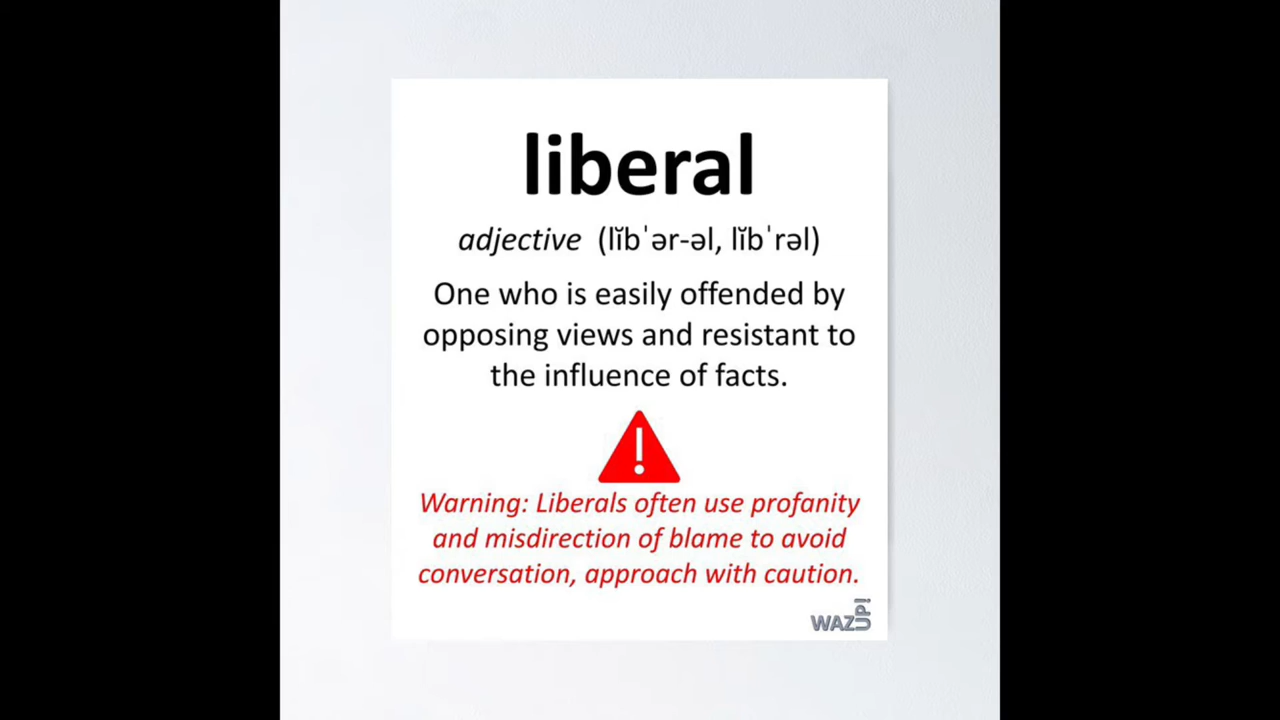 liberal
adjective (lĭbˈər-əl, lĭbˈrəl)
One who is easily offended by
opposing views and resistant to
the influence of facts.
!
Warning: Liberals often use profanity
and misdirection of blame to avoid
conversation, approach with caution.
WAZUP!